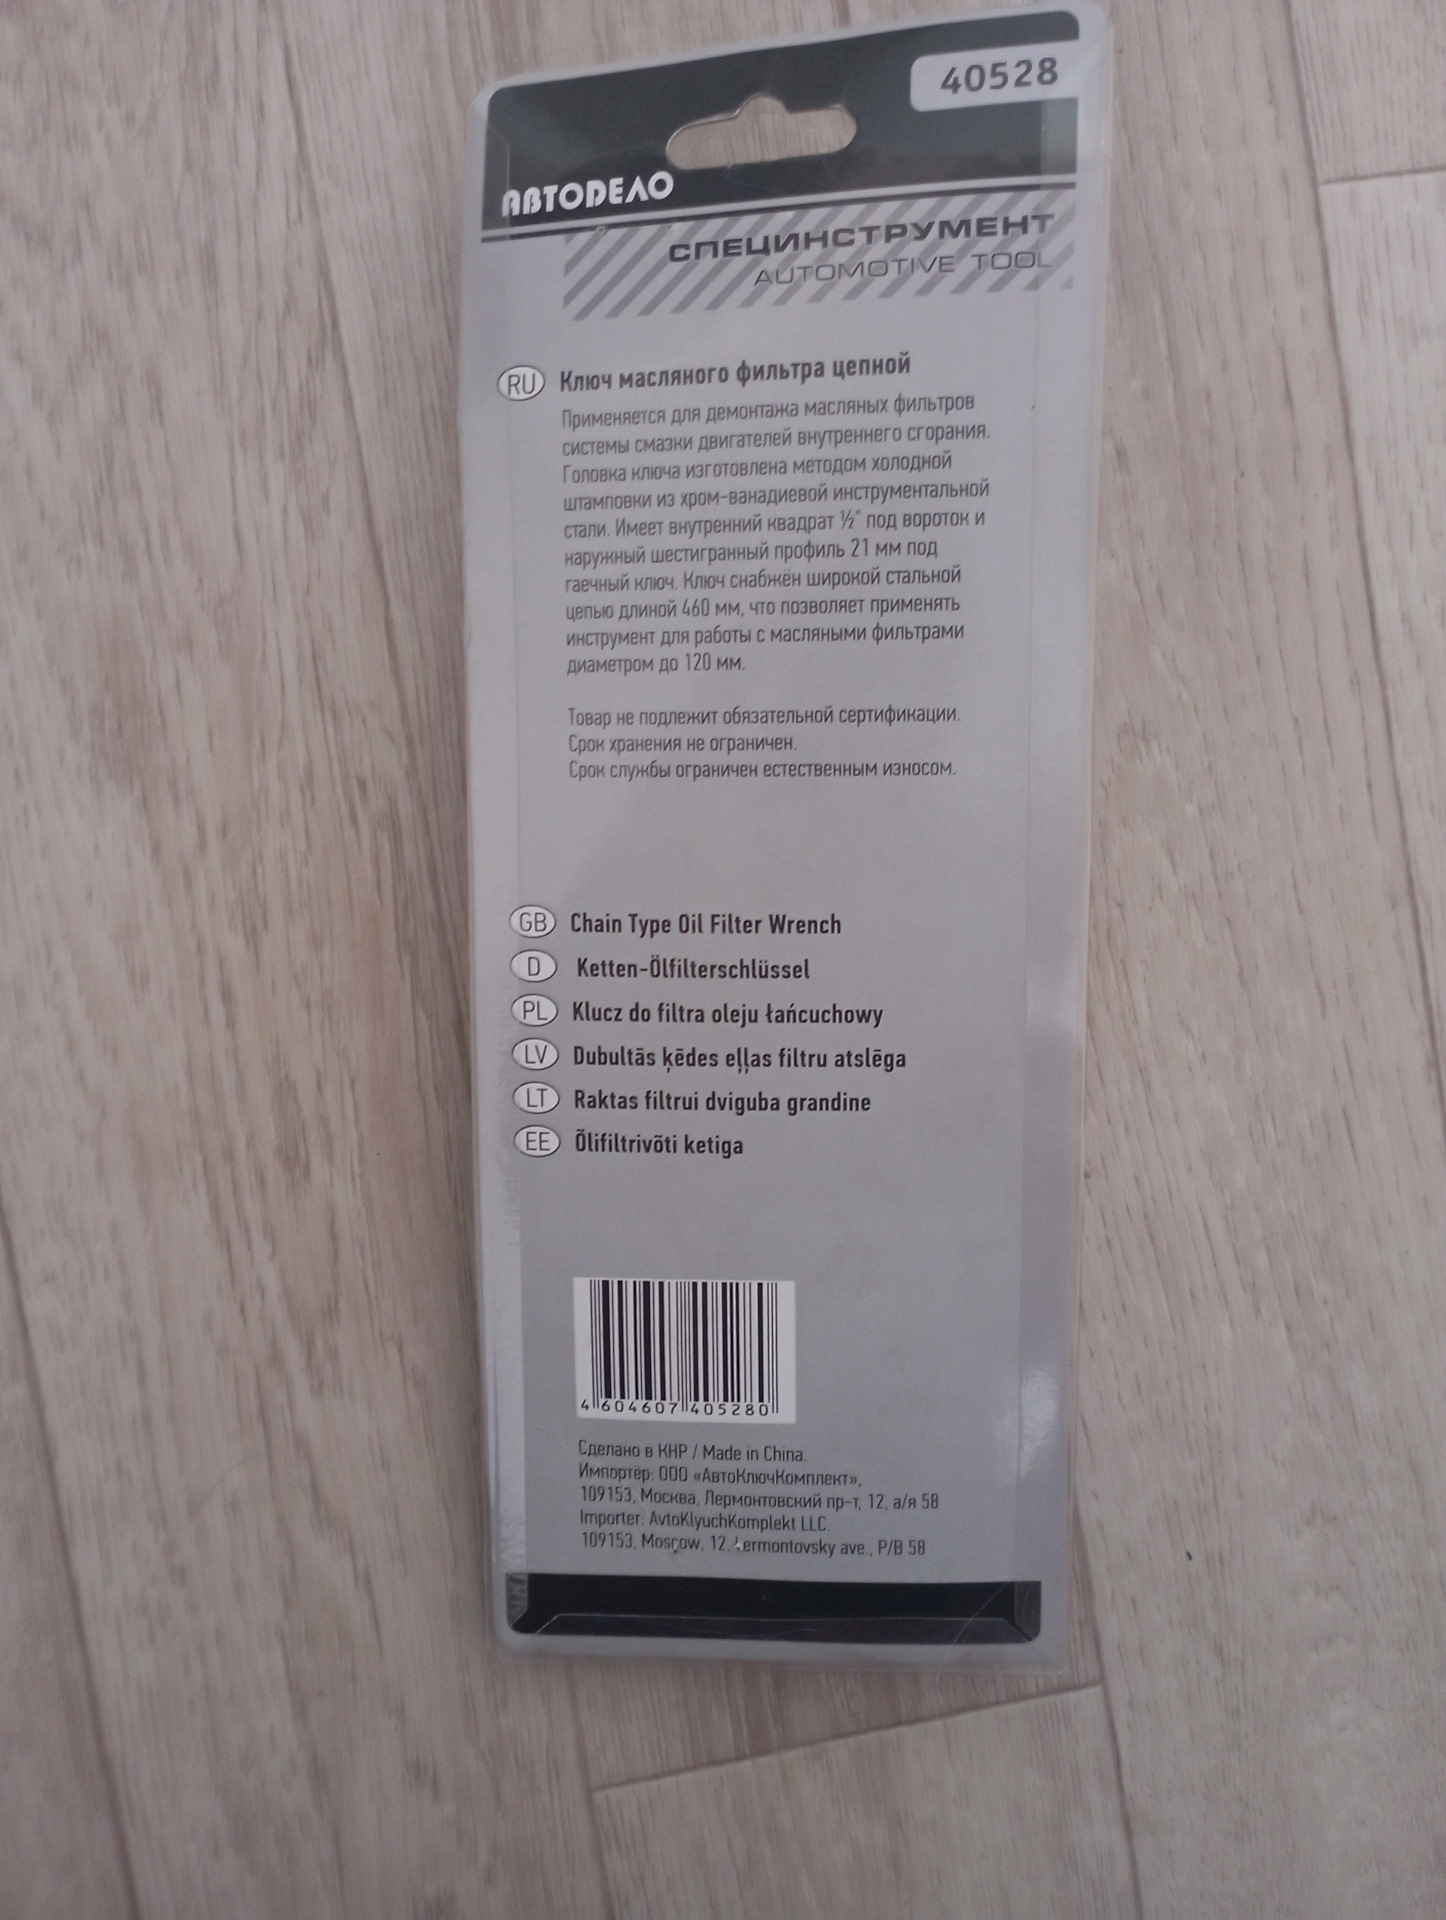 40528
АВТОDЕЛО
СПЕЦИНСТРУМЕНТ
AUTOMOTIVE TOOL
RU Ключ масляного фильтра цепной
Применяется для демонтажа масляных фильтров
системы смазки двигателей внутреннего сгорания.
Головка ключа изготовлена методом холодной
штамповки из хром-ванадиевой инструментальной
стали. Имеет внутренний квадрат ½" под вороток и
наружный шестигранный профиль 21 мм под
гаечный ключ. Ключ снабжён широкой стальной
цепью длиной 460 мм, что позволяет применять
инструмент для работы с масляными фильтрами
диаметром до 120 мм.
Товар не подлежит обязательной сертификации.
Срок хранения не ограничен.
Срок службы ограничен естественным износом.
GB Chain Type Oil Filter Wrench
D Ketten-Ölfilterschlüssel
PL Klucz do filtra oleju łańcuchowy
LV Dubultās ķēdes eļļas filtru atslēga
LT Raktas filtrui dviguba grandine
EE Õlifiltrivõti ketiga
4 604607 405280
Сделано в КНР / Made in China.
Импортёр: ООО «АвтоКлючКомплект»,
109153, Москва, Лермонтовский пр-т, 12, а/я 58
Importer: AvtoKlyuchKomplekt LLC.
109153, Moscow, 12, Lermontovsky ave., P/B 58